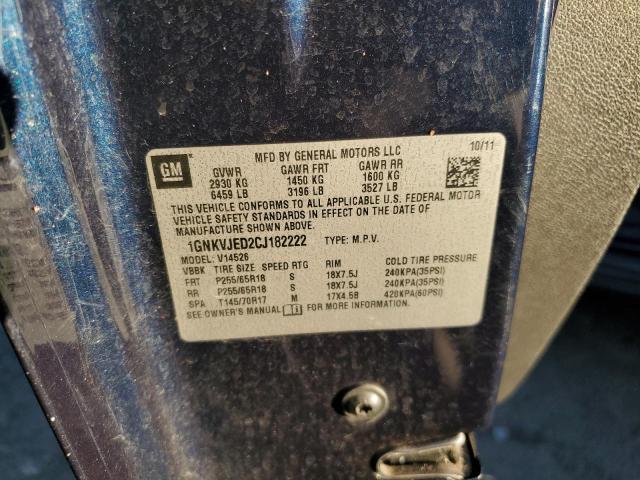 GM
MFD BY GENERAL MOTORS LLC 10/11
GVWR GAWR FRT GAWR RR
2930 KG 1450 KG 1600 KG
6459 LB 3196 LB 3527 LB
THIS VEHICLE CONFORMS TO ALL APPLICABLE U.S. FEDERAL MOTOR
VEHICLE SAFETY STANDARDS IN EFFECT ON THE DATE OF
MANUFACTURE SHOWN ABOVE.
1GNKVJED2CJ182222 TYPE: M.P.V.
MODEL: V14526
VBBK TIRE SIZE SPEED RTG RIM COLD TIRE PRESSURE
FRT P255/65R18 S 18X7.5J 240KPA(35PSI)
RR P255/65R18 S 18X7.5J 240KPA(35PSI)
SPA T145/70R17 M 17X4.5B 420KPA(60PSI)
SEE OWNER'S MANUAL FOR MORE INFORMATION.